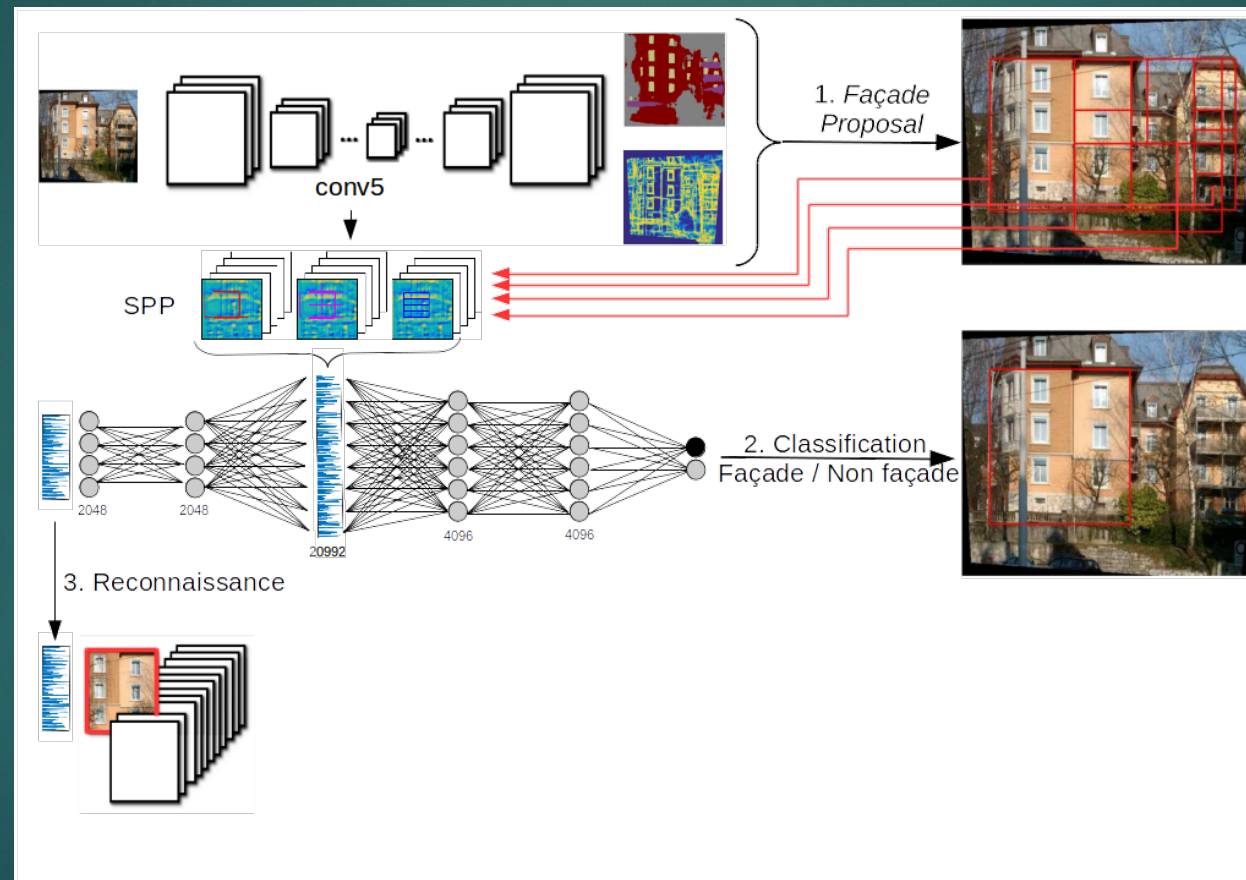 1. Façade
Proposal
conv5
SPP
2. Classification
Façade / Non façade
2048
2048
20992
4096
4096
3. Reconnaissance